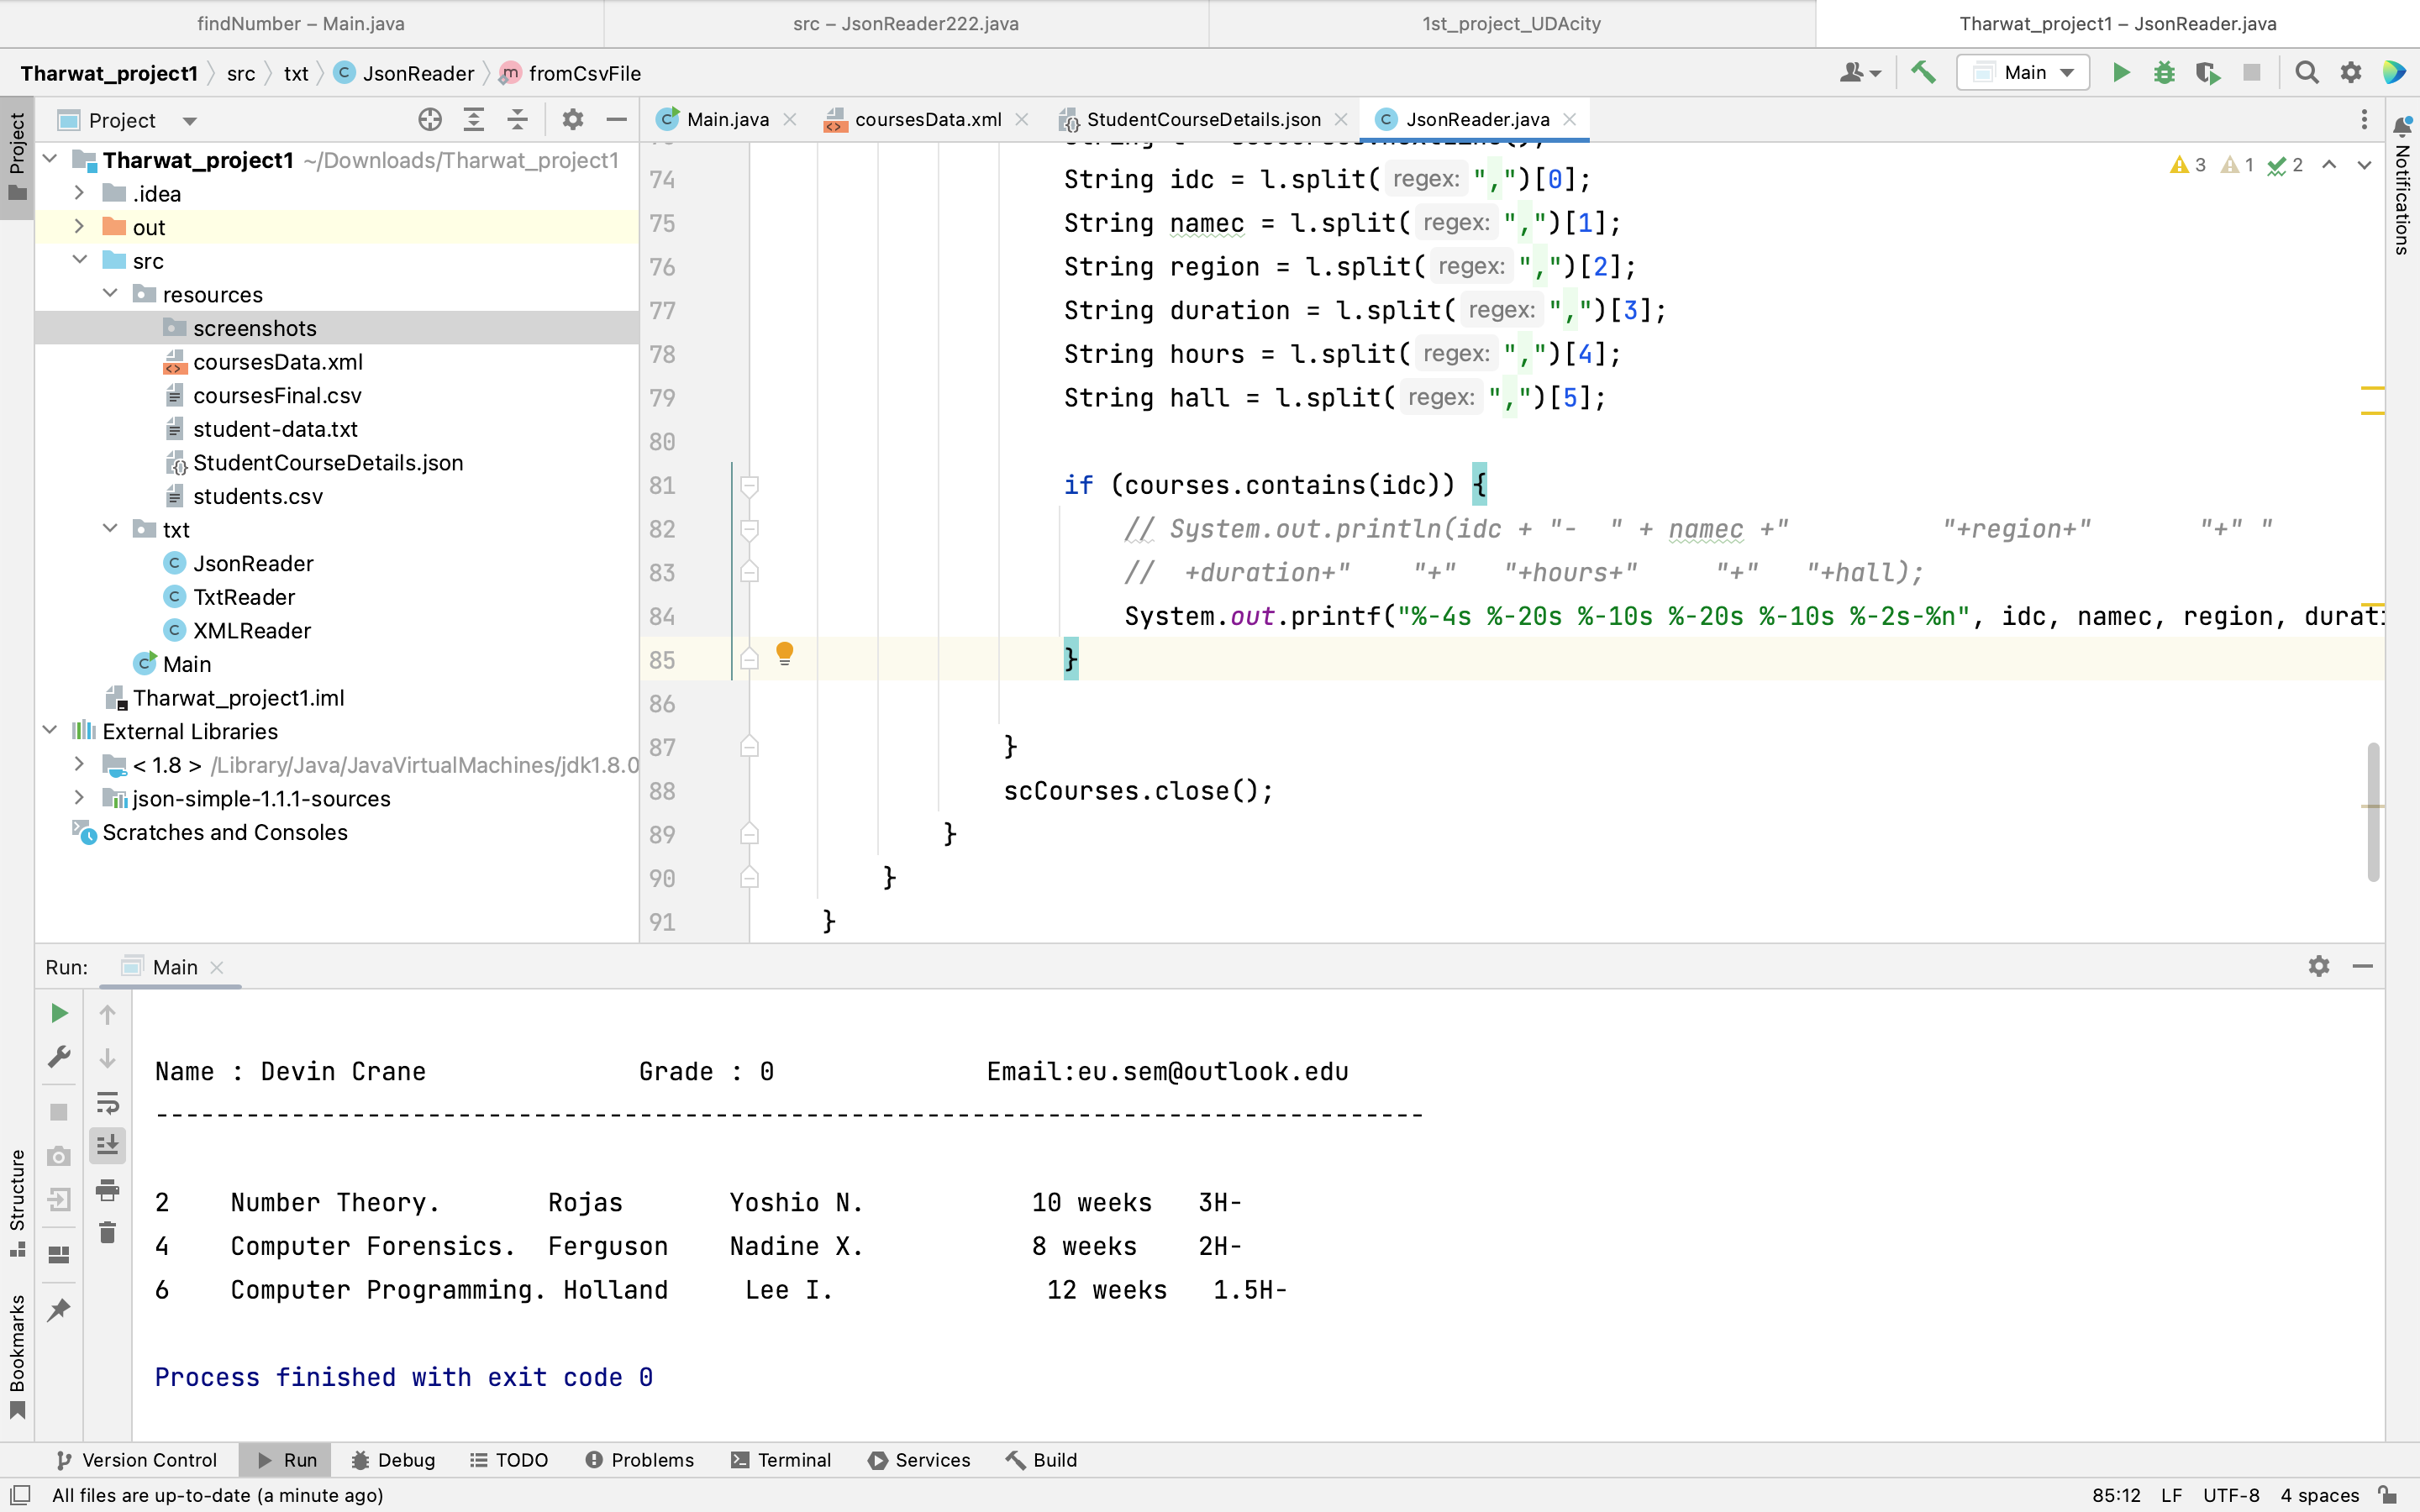 findNumber – Main.java
src – JsonReader222.java
1st_project_UDAcity
Tharwat_project1 – JsonReader.java
Tharwat_project1 src txt JsonReader fromCsvFile
Main
Project
Main.java
coursesData.xml
StudentCourseDetails.json
JsonReader.java
Project
Notifications
Structure
Bookmarks
Tharwat_project1 ~/Downloads/Tharwat_project1
.idea
out
src
resources
screenshots
coursesData.xml
coursesFinal.csv
student-data.txt
StudentCourseDetails.json
students.csv
txt
JsonReader
TxtReader
XMLReader
Main
Tharwat_project1.iml
External Libraries
< 1.8 > /Library/Java/JavaVirtualMachines/jdk1.8.0
json-simple-1.1.1-sources
Scratches and Consoles
3 1 2
74 String idc = l.split( regex: ",")[0];
75 String namec = l.split( regex: ",")[1];
76 String region = l.split( regex: ",")[2];
77 String duration = l.split( regex: ",")[3];
78 String hours = l.split( regex: ",")[4];
79 String hall = l.split( regex: ",")[5];
80
81 if (courses.contains(idc)) {
82 // System.out.println(idc + "-  " + namec +"          "+region+"       "+" "
83 //  +duration+"    "+"   "+hours+"     "+"   "+hall);
84 System.out.printf("%-4s %-20s %-10s %-20s %-10s %-2s-%n", idc, namec, region, durati
85 }
86
87 }
88 scCourses.close();
89 }
90 }
91 }
Run: Main
Name : Devin Crane              Grade : 0              Email:eu.sem@outlook.edu
------------------------------------------------------------------------------------
2    Number Theory.       Rojas       Yoshio N.           10 weeks   3H-
4    Computer Forensics.  Ferguson    Nadine X.           8 weeks    2H-
6    Computer Programming. Holland     Lee I.              12 weeks   1.5H-
Process finished with exit code 0
Version Control
Run
Debug
TODO
Problems
Terminal
Services
Build
All files are up-to-date (a minute ago)
85:12 LF UTF-8 4 spaces